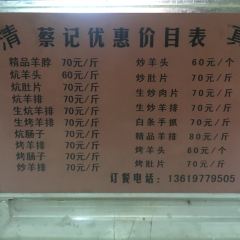 清 蔡记优惠价目表 真
精品羊脖 70元/斤
炕羊头 60元/斤
炕肚片 70元/斤
炕羊排 70元/斤
生炕羊排 70元/斤
生烤羊排 70元/斤
炕肠子 70元/斤
烤羊排 70元/斤
烤肠子 70元/斤
炒羊排 70元/斤
炒羊头 60元/个
炒肚片 70元/斤
生炒肉片 70元/斤
生炒羊排 70元/斤
白条手抓 70元/斤
精品羊排 80元/斤
烤羊头 60元/个
烤肚片 70元/斤
订餐电话：13619779505